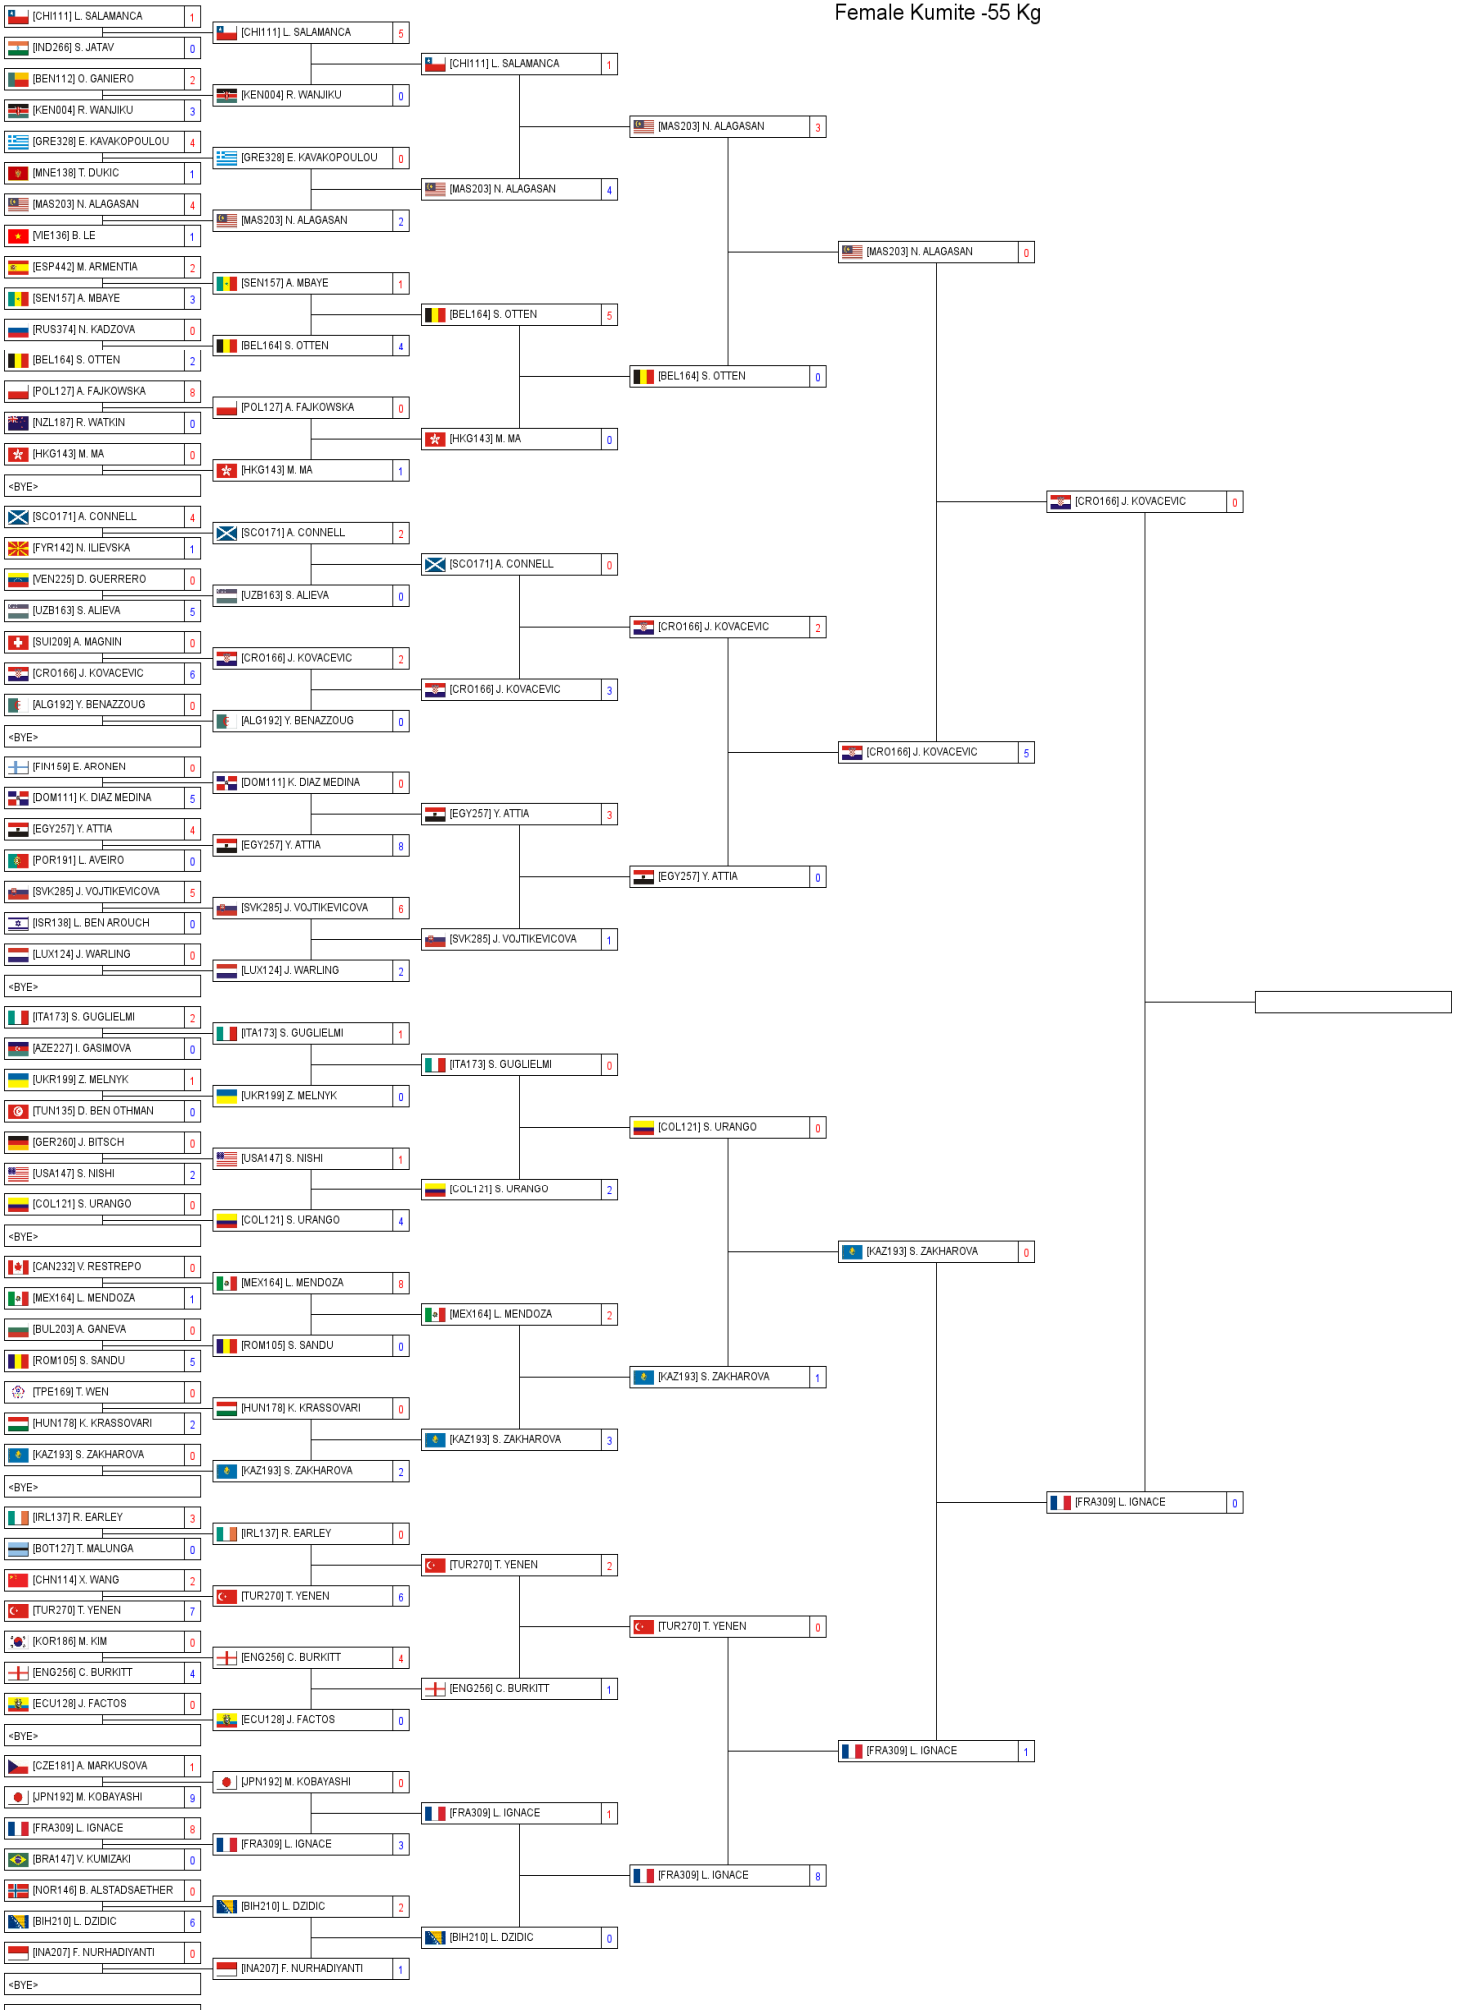 Female Kumite -55 Kg
[CHI111] L. SALAMANCA 1
[IND266] S. JATAV 0
[BEN112] O. GANIERO 2
[KEN004] R. WANJIKU 3
[GRE328] E. KAVAKOPOULOU 4
[MNE138] T. DUKIC 1
[MAS203] N. ALAGASAN 4
[VIE136] B. LE 1
[ESP442] M. ARMENTIA 2
[SEN157] A. MBAYE 3
[RUS374] N. KADZOVA 0
[BEL164] S. OTTEN 2
[POL127] A. FAJKOWSKA 8
[NZL187] R. WATKIN 0
[HKG143] M. MA 0
<BYE>
[SCO171] A. CONNELL 4
[FYR142] N. ILIEVSKA 1
[VEN225] D. GUERRERO 0
[UZB163] S. ALIEVA 5
[SUI209] A. MAGNIN 0
[CRO166] J. KOVACEVIC 6
[ALG192] Y. BENAZZOUG 0
<BYE>
[FIN159] E. ARONEN 0
[DOM111] K. DIAZ MEDINA 5
[EGY257] Y. ATTIA 4
[POR191] L. AVEIRO 0
[SVK285] J. VOJTIKEVICOVA 5
[ISR138] L. BEN AROUCH 0
[LUX124] J. WARLING 0
<BYE>
[ITA173] S. GUGLIELMI 2
[AZE227] I. GASIMOVA 0
[UKR199] Z. MELNYK 1
[TUN135] D. BEN OTHMAN 0
[GER260] J. BITSCH 0
[USA147] S. NISHI 2
[COL121] S. URANGO 0
<BYE>
[CAN232] V. RESTREPO 0
[MEX164] L. MENDOZA 1
[BUL203] A. GANEVA 0
[ROM105] S. SANDU 5
[TPE169] T. WEN 0
[HUN178] K. KRASSOVARI 2
[KAZ193] S. ZAKHAROVA 0
<BYE>
[IRL137] R. EARLEY 3
[BOT127] T. MALUNGA 0
[CHN114] X. WANG 2
[TUR270] T. YENEN 7
[KOR186] M. KIM 0
[ENG256] C. BURKITT 4
[ECU128] J. FACTOS 0
<BYE>
[CZE181] A. MARKUSOVA 1
[JPN192] M. KOBAYASHI 9
[FRA309] L. IGNACE 8
[BRA147] V. KUMIZAKI 0
[NOR146] B. ALSTADSAETHER 0
[BIH210] L. DZIDIC 6
[INA207] F. NURHADIYANTI 0
<BYE>
[CHI111] L. SALAMANCA 5
[KEN004] R. WANJIKU 0
[GRE328] E. KAVAKOPOULOU 0
[MAS203] N. ALAGASAN 2
[SEN157] A. MBAYE 1
[BEL164] S. OTTEN 4
[POL127] A. FAJKOWSKA 0
[HKG143] M. MA 1
[SCO171] A. CONNELL 2
[UZB163] S. ALIEVA 0
[CRO166] J. KOVACEVIC 2
[ALG192] Y. BENAZZOUG 0
[DOM111] K. DIAZ MEDINA 0
[EGY257] Y. ATTIA 8
[SVK285] J. VOJTIKEVICOVA 6
[LUX124] J. WARLING 2
[ITA173] S. GUGLIELMI 1
[UKR199] Z. MELNYK 0
[USA147] S. NISHI 1
[COL121] S. URANGO 4
[MEX164] L. MENDOZA 8
[ROM105] S. SANDU 0
[HUN178] K. KRASSOVARI 0
[KAZ193] S. ZAKHAROVA 2
[IRL137] R. EARLEY 0
[TUR270] T. YENEN 6
[ENG256] C. BURKITT 4
[ECU128] J. FACTOS 0
[JPN192] M. KOBAYASHI 0
[FRA309] L. IGNACE 3
[BIH210] L. DZIDIC 2
[INA207] F. NURHADIYANTI 1
[CHI111] L. SALAMANCA 1
[MAS203] N. ALAGASAN 4
[BEL164] S. OTTEN 5
[HKG143] M. MA 0
[SCO171] A. CONNELL 0
[CRO166] J. KOVACEVIC 3
[EGY257] Y. ATTIA 3
[SVK285] J. VOJTIKEVICOVA 1
[ITA173] S. GUGLIELMI 0
[COL121] S. URANGO 2
[MEX164] L. MENDOZA 2
[KAZ193] S. ZAKHAROVA 3
[TUR270] T. YENEN 2
[ENG256] C. BURKITT 1
[FRA309] L. IGNACE 1
[BIH210] L. DZIDIC 0
[MAS203] N. ALAGASAN 3
[BEL164] S. OTTEN 0
[CRO166] J. KOVACEVIC 2
[EGY257] Y. ATTIA 0
[COL121] S. URANGO 0
[KAZ193] S. ZAKHAROVA 1
[TUR270] T. YENEN 0
[FRA309] L. IGNACE 8
[MAS203] N. ALAGASAN 0
[CRO166] J. KOVACEVIC 5
[KAZ193] S. ZAKHAROVA 0
[FRA309] L. IGNACE 1
[CRO166] J. KOVACEVIC 0
[FRA309] L. IGNACE 0